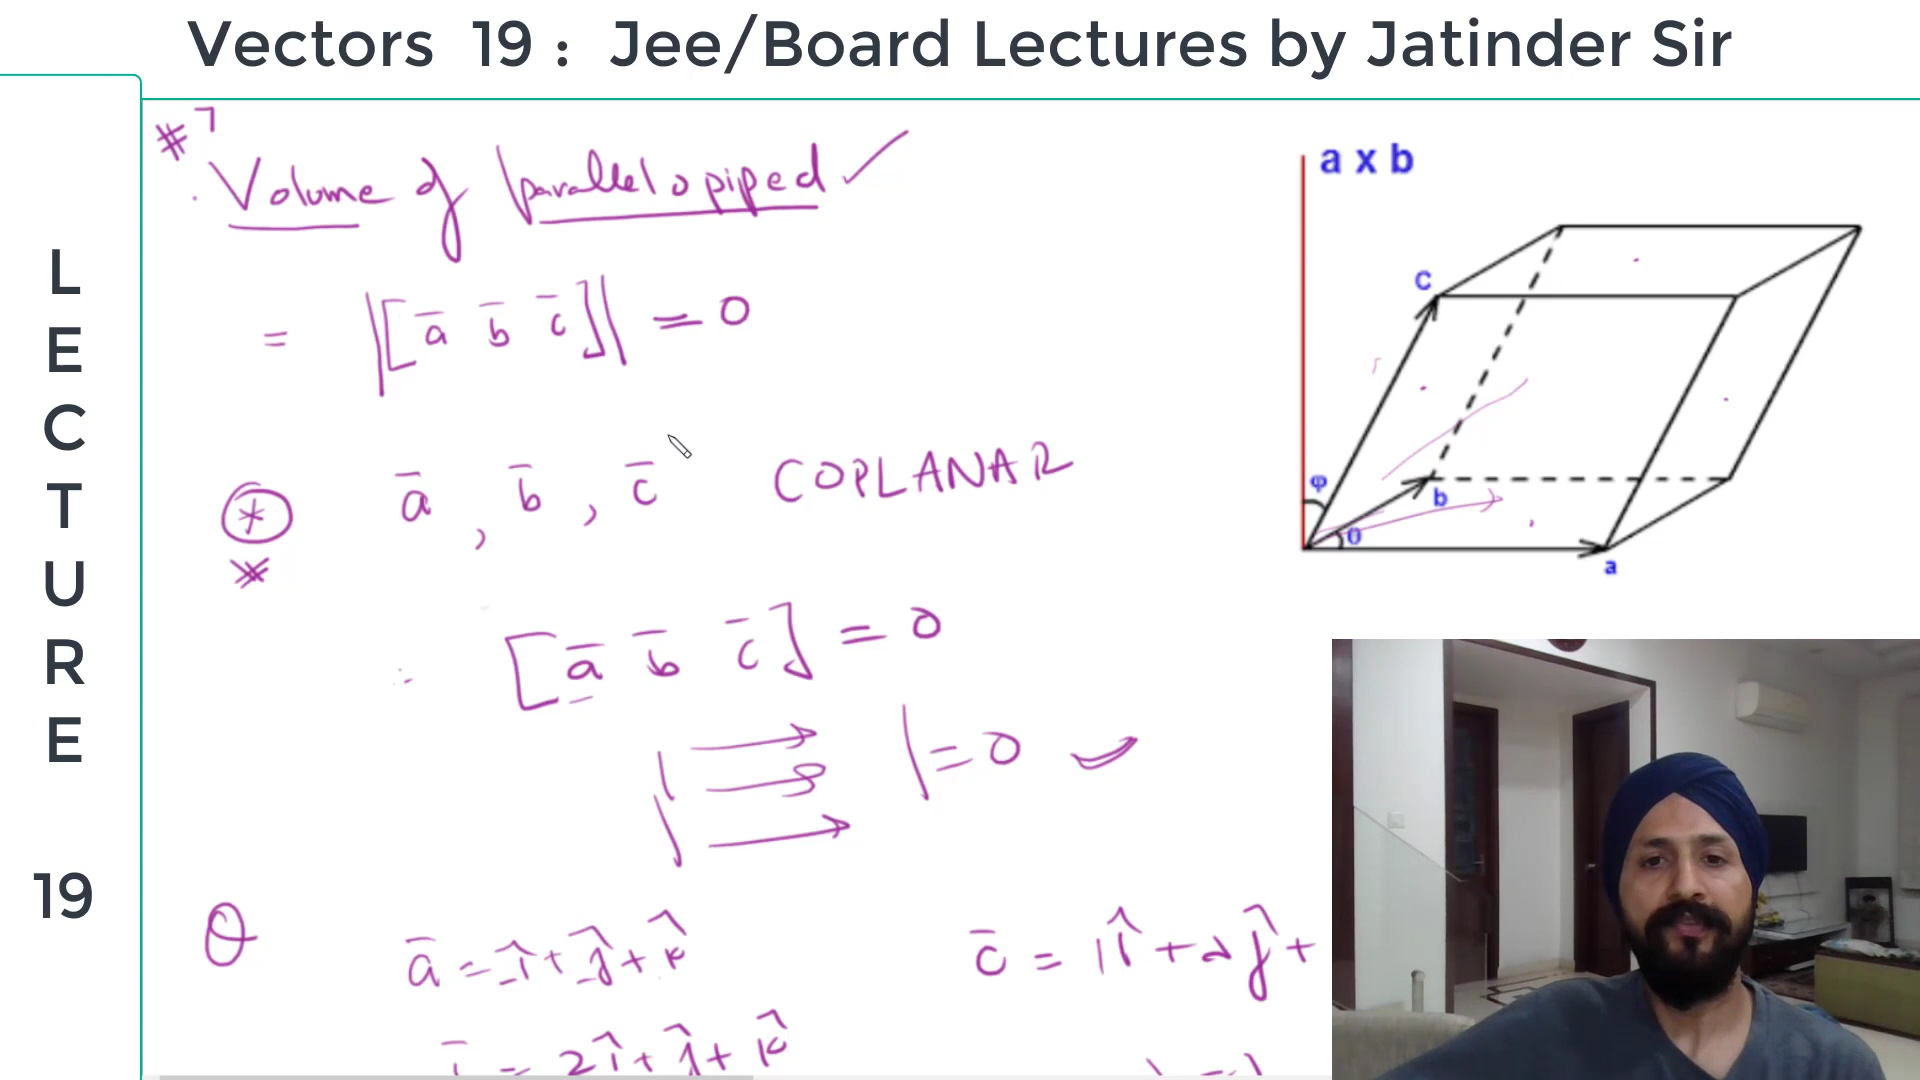 Vectors 19 : Jee/Board Lectures by Jatinder Sir
LECTURE
19
#7
Volume of parallelopiped ✓
= |[a̅ b̅ c̅]| = 0
* a̅ , b̅ , c̅ COPLANAR
*
[a̅ b̅ c̅] = 0
| = 0 ✓
Q a̅ = î + ĵ + k̂
c̅ = 1î + 2ĵ +
= 2î + ĵ + k̂
a x b
c
φ
b
θ
a